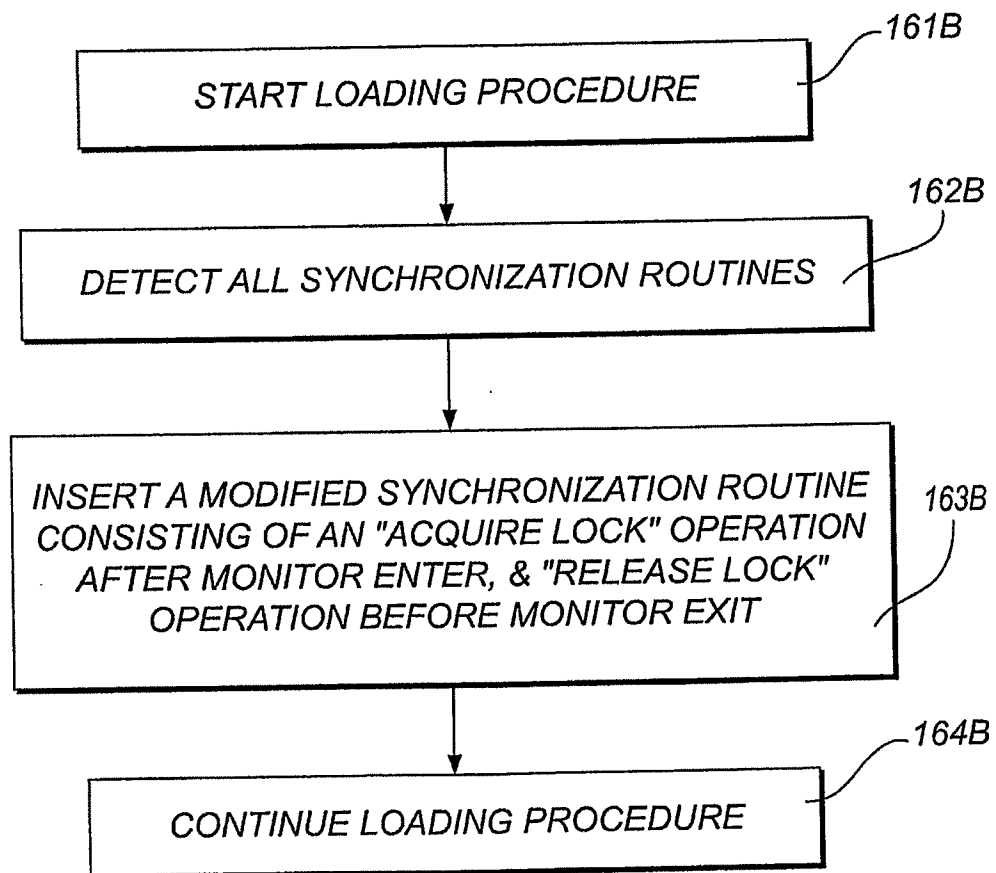 161B
START LOADING PROCEDURE
162B
DETECT ALL SYNCHRONIZATION ROUTINES
INSERT A MODIFIED SYNCHRONIZATION ROUTINE
CONSISTING OF AN "ACQUIRE LOCK" OPERATION
AFTER MONITOR ENTER, & "RELEASE LOCK"
OPERATION BEFORE MONITOR EXIT
163B
164B
CONTINUE LOADING PROCEDURE